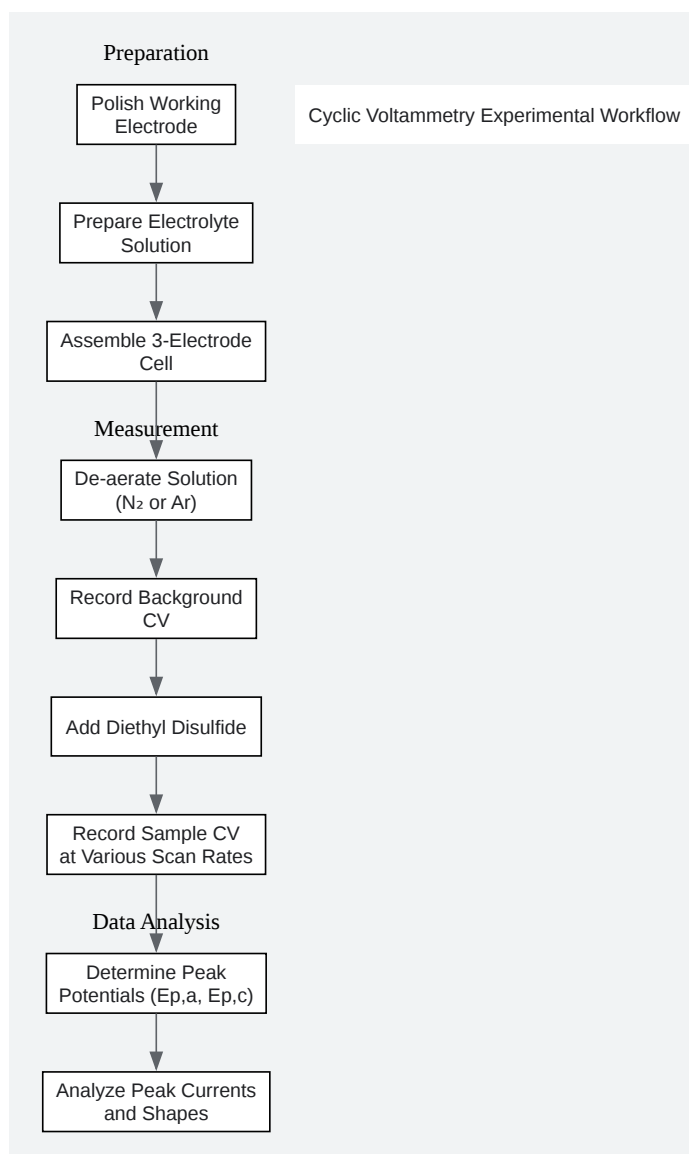 Preparation
Polish Working
Electrode
Cyclic Voltammetry Experimental Workflow
Prepare Electrolyte
Solution
Assemble 3-Electrode
Cell
Measurement
De-aerate Solution
(N₂ or Ar)
Record Background
CV
Add Diethyl Disulfide
Record Sample CV
at Various Scan Rates
Data Analysis
Determine Peak
Potentials (Ep,a, Ep,c)
Analyze Peak Currents
and Shapes